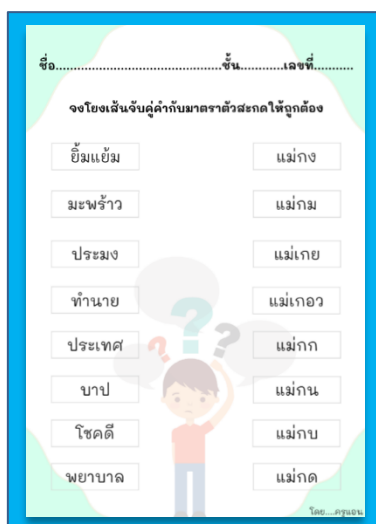 ชื่อ................................................ชั้น............เลขที่...........
จงโยงเส้นจับคู่คำกับมาตราตัวสะกดให้ถูกต้อง
ยิ้มแย้ม แม่กง
มะพร้าว แม่กม
ประมง แม่เกย
ทำนาย แม่เกอว
ประเทศ แม่กก
บาป แม่กน
โชคดี แม่กบ
พยาบาล แม่กด
โดย....ครูแอน